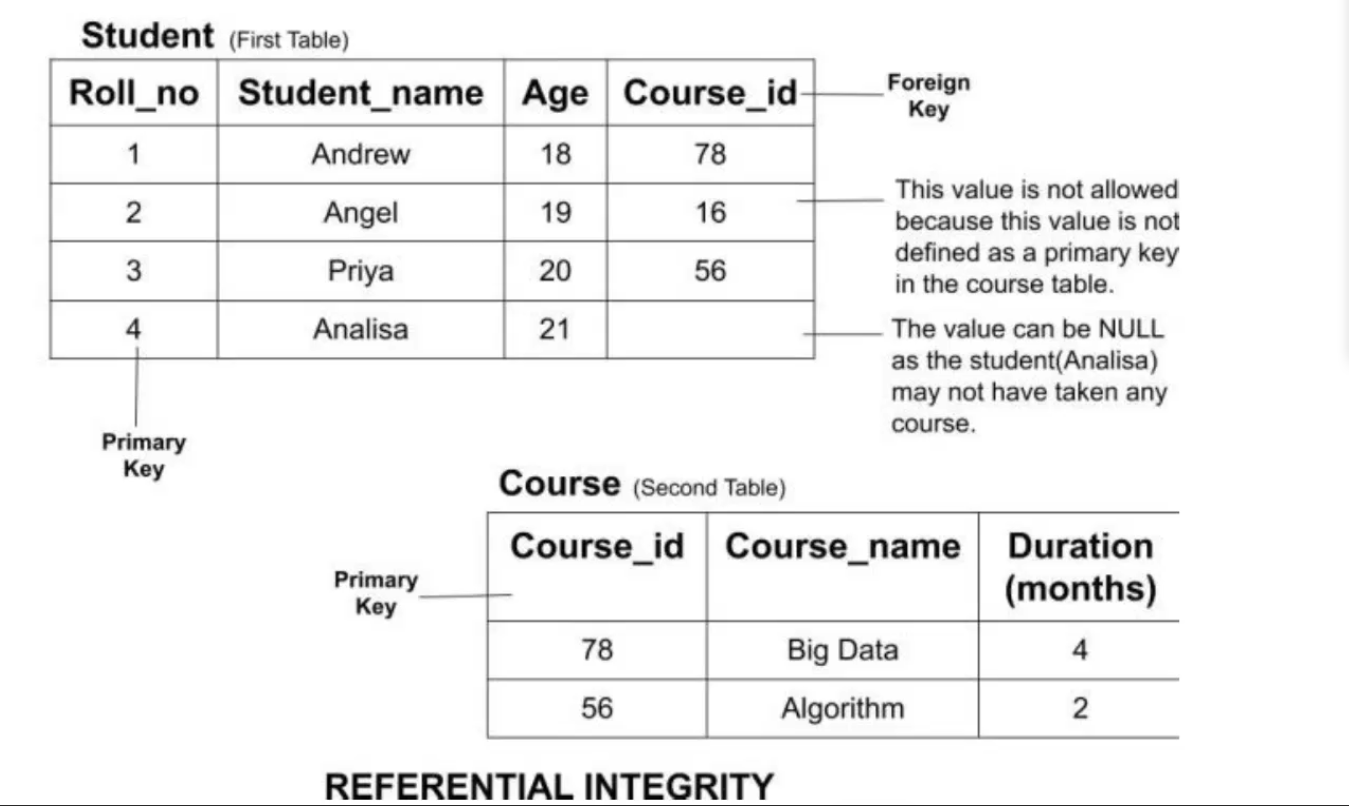 Student (First Table)
Roll_no Student_name Age Course_id
Foreign
Key
1 Andrew 18 78
2 Angel 19 16
This value is not allowed
because this value is not
defined as a primary key
in the course table.
3 Priya 20 56
4 Analisa 21
The value can be NULL
as the student(Analisa)
may not have taken any
course.
Primary
Key
Course (Second Table)
Course_id Course_name Duration
(months)
Primary
Key
78 Big Data 4
56 Algorithm 2
REFERENTIAL INTEGRITY